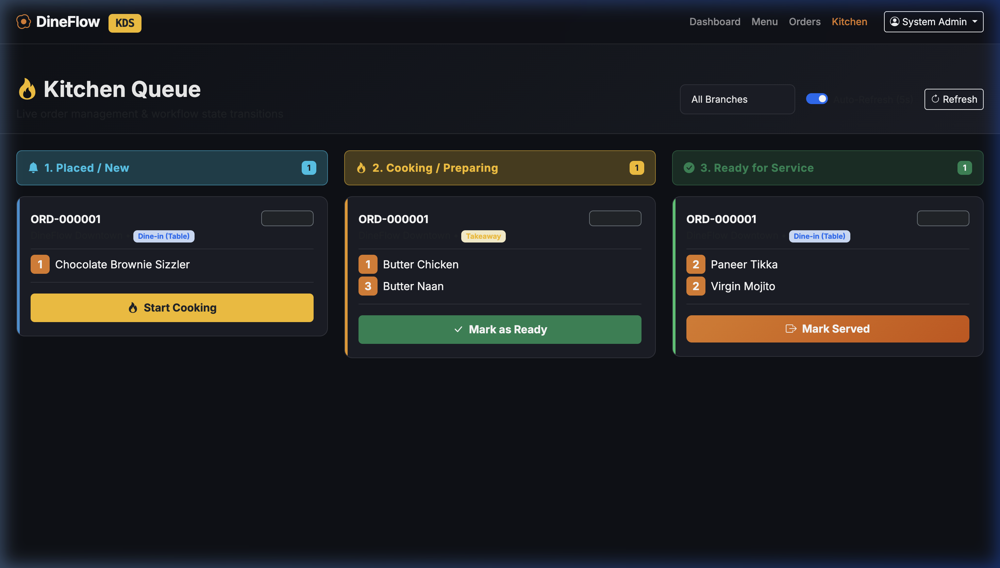 DineFlow KDS
Dashboard Menu Orders Kitchen System Admin
Kitchen Queue
Live order management & workflow state transitions
All Branches Auto-Refresh (5s) Refresh
1. Placed / New 1
ORD-000001
DineFlow Downtown • Dine-in (Table)
1 Chocolate Brownie Sizzler
Start Cooking
2. Cooking / Preparing 1
ORD-000001
DineFlow Downtown • Takeaway
1 Butter Chicken
3 Butter Naan
Mark as Ready
3. Ready for Service 1
ORD-000001
DineFlow Downtown • Dine-in (Table)
2 Paneer Tikka
2 Virgin Mojito
Mark Served